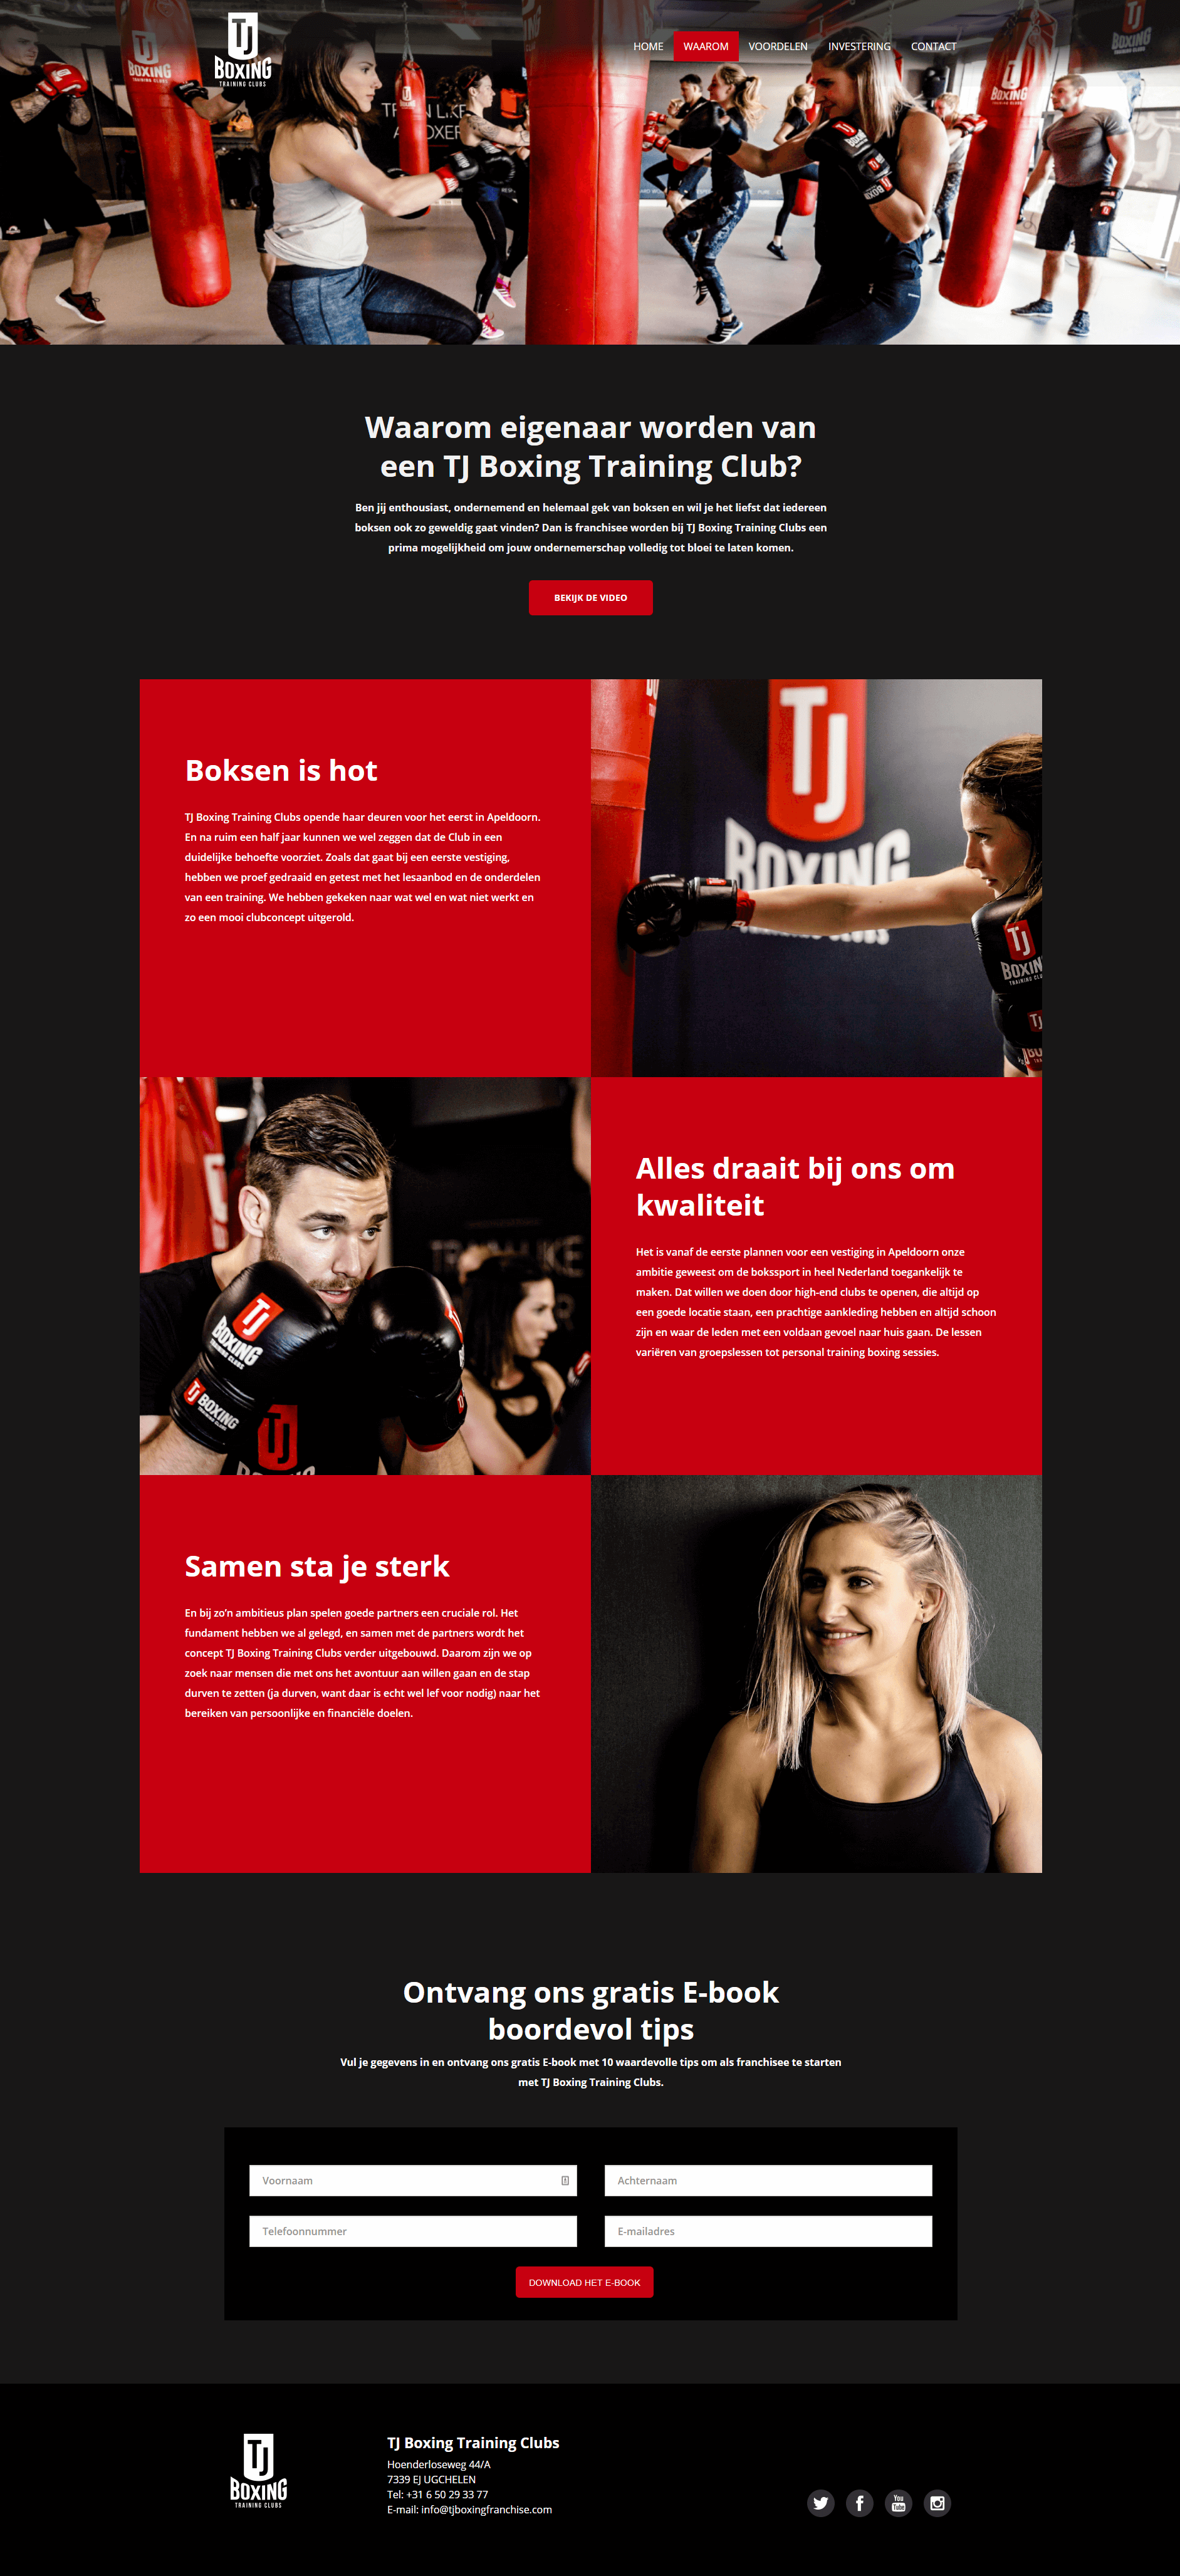 TJ
BOXING
TRAINING CLUBS
HOME
WAAROM
VOORDELEN
INVESTERING
CONTACT
Waarom eigenaar worden van
een TJ Boxing Training Club?
Ben jij enthousiast, ondernemend en helemaal gek van boksen en wil je het liefst dat iedereen
boksen ook zo geweldig gaat vinden? Dan is franchisee worden bij TJ Boxing Training Clubs een
prima mogelijkheid om jouw ondernemerschap volledig tot bloei te laten komen.
BEKIJK DE VIDEO
Boksen is hot
TJ Boxing Training Clubs opende haar deuren voor het eerst in Apeldoorn.
En na ruim een half jaar kunnen we wel zeggen dat de Club in een
duidelijke behoefte voorziet. Zoals dat gaat bij een eerste vestiging,
hebben we proef gedraaid en getest met het lesaanbod en de onderdelen
van een training. We hebben gekeken naar wat wel en wat niet werkt en
zo een mooi clubconcept uitgerold.
TJ
BOXING
Alles draait bij ons om
kwaliteit
Het is vanaf de eerste plannen voor een vestiging in Apeldoorn onze
ambitie geweest om de bokssport in heel Nederland toegankelijk te
maken. Dat willen we doen door high-end clubs te openen, die altijd op
een goede locatie staan, een prachtige aankleding hebben en altijd schoon
zijn en waar de leden met een voldaan gevoel naar huis gaan. De lessen
variëren van groepslessen tot personal training boxing sessies.
TJ
BOXING
TRAINING CLUBS
TJ BOXING
Samen sta je sterk
En bij zo'n ambitieus plan spelen goede partners een cruciale rol. Het
fundament hebben we al gelegd, en samen met de partners wordt het
concept TJ Boxing Training Clubs verder uitgebouwd. Daarom zijn we op
zoek naar mensen die met ons het avontuur aan willen gaan en de stap
durven te zetten (ja durven, want daar is echt wel lef voor nodig) naar het
bereiken van persoonlijke en financiële doelen.
Ontvang ons gratis E-book
boordevol tips
Vul je gegevens in en ontvang ons gratis E-book met 10 waardevolle tips om als franchisee te starten
met TJ Boxing Training Clubs.
Voornaam
Achternaam
Telefoonnummer
E-mailadres
DOWNLOAD HET E-BOOK
TJ
BOXING
TRAINING CLUBS
TJ Boxing Training Clubs
Hoenderloseweg 44/A
7339 EJ UGCHELEN
Tel: +31 6 50 29 33 77
E-mail: info@tjboxingfranchise.com
You
Tube